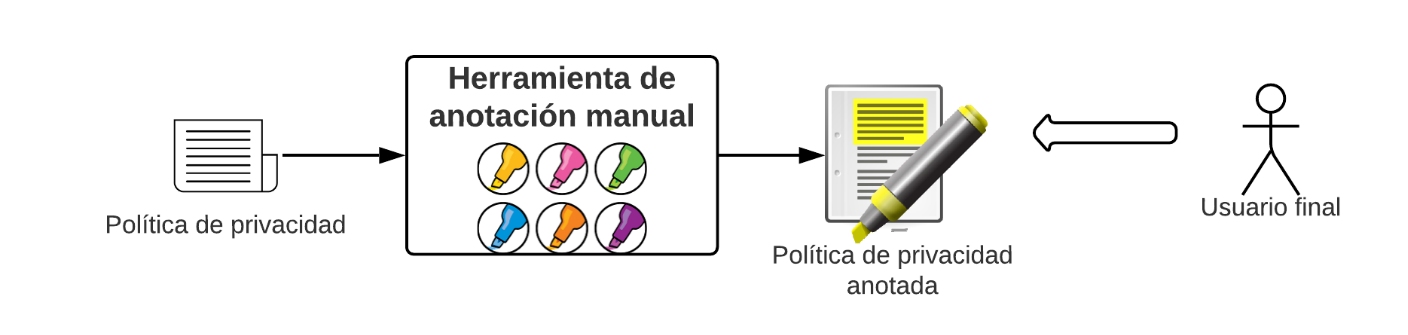 Herramienta de
anotación manual
Política de privacidad
Política de privacidad
anotada
Usuario final